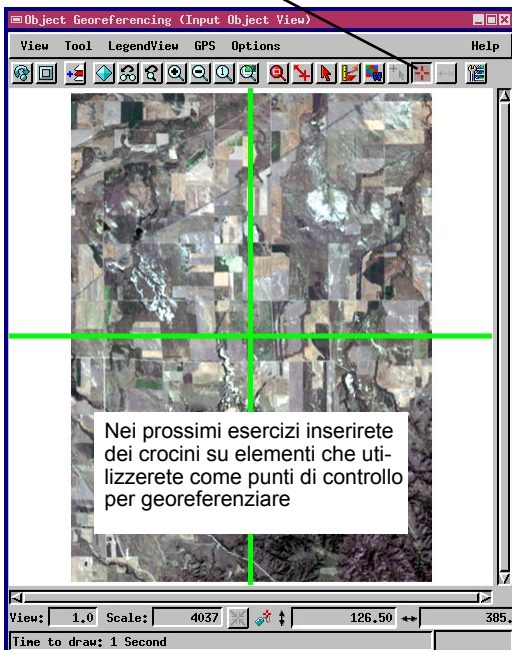 Object Georeferencing (Input Object View)
View Tool LegendView GPS Options Help
Nei prossimi esercizi inserirete
dei crocini su elementi che uti-
lizzerete come punti di controllo
per georeferenziare
View: 1.0 Scale: 4037 126.50 385.
Time to draw: 1 Second